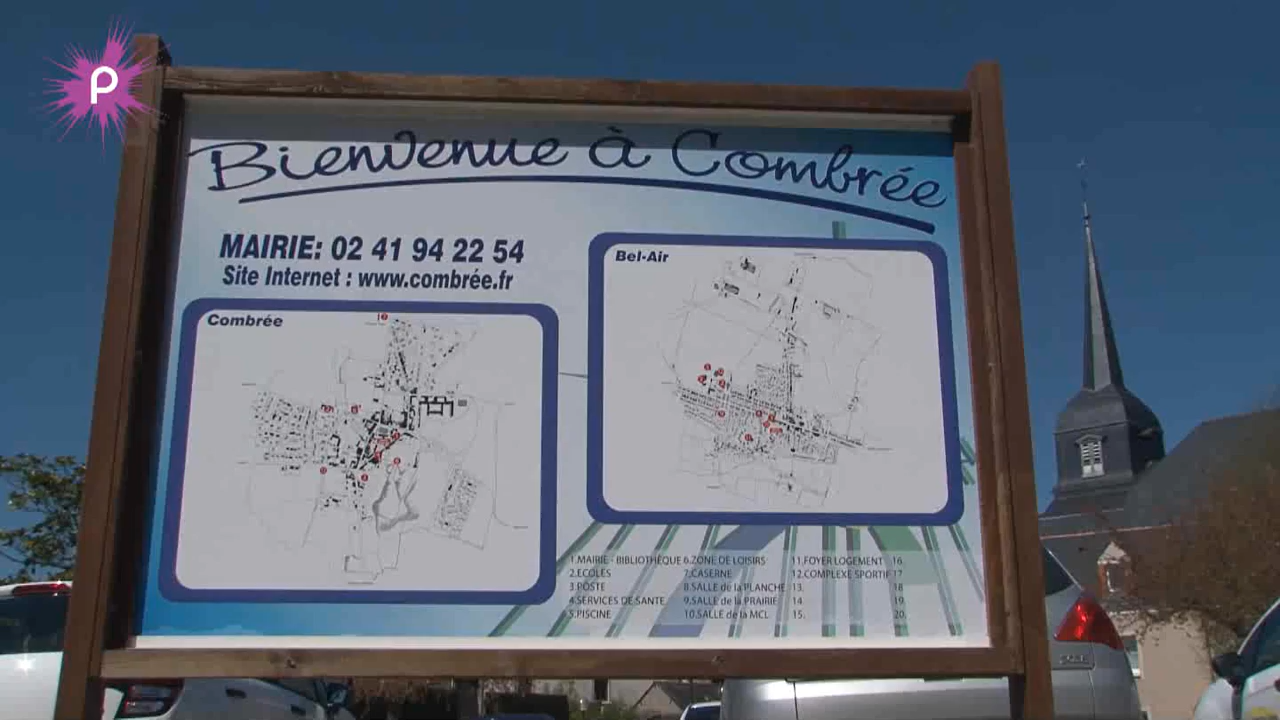 P
Bienvenue à Combrée
MAIRIE: 02 41 94 22 54
Site Internet : www.combrée.fr
Combrée
Bel-Air
1.MAIRIE - BIBLIOTHÈQUE 6.ZONE DE LOISIRS 11.FOYER LOGEMENT 16.
2.ECOLES 7.CASERNE 12.COMPLEXE SPORTIF 17
3.POSTE 8.SALLE de la PLANCHE 13. 18
4.SERVICES DE SANTE 9.SALLE de la PRAIRIE 14 19
5.PISCINE 10.SALLE de la MCL 15. 20.